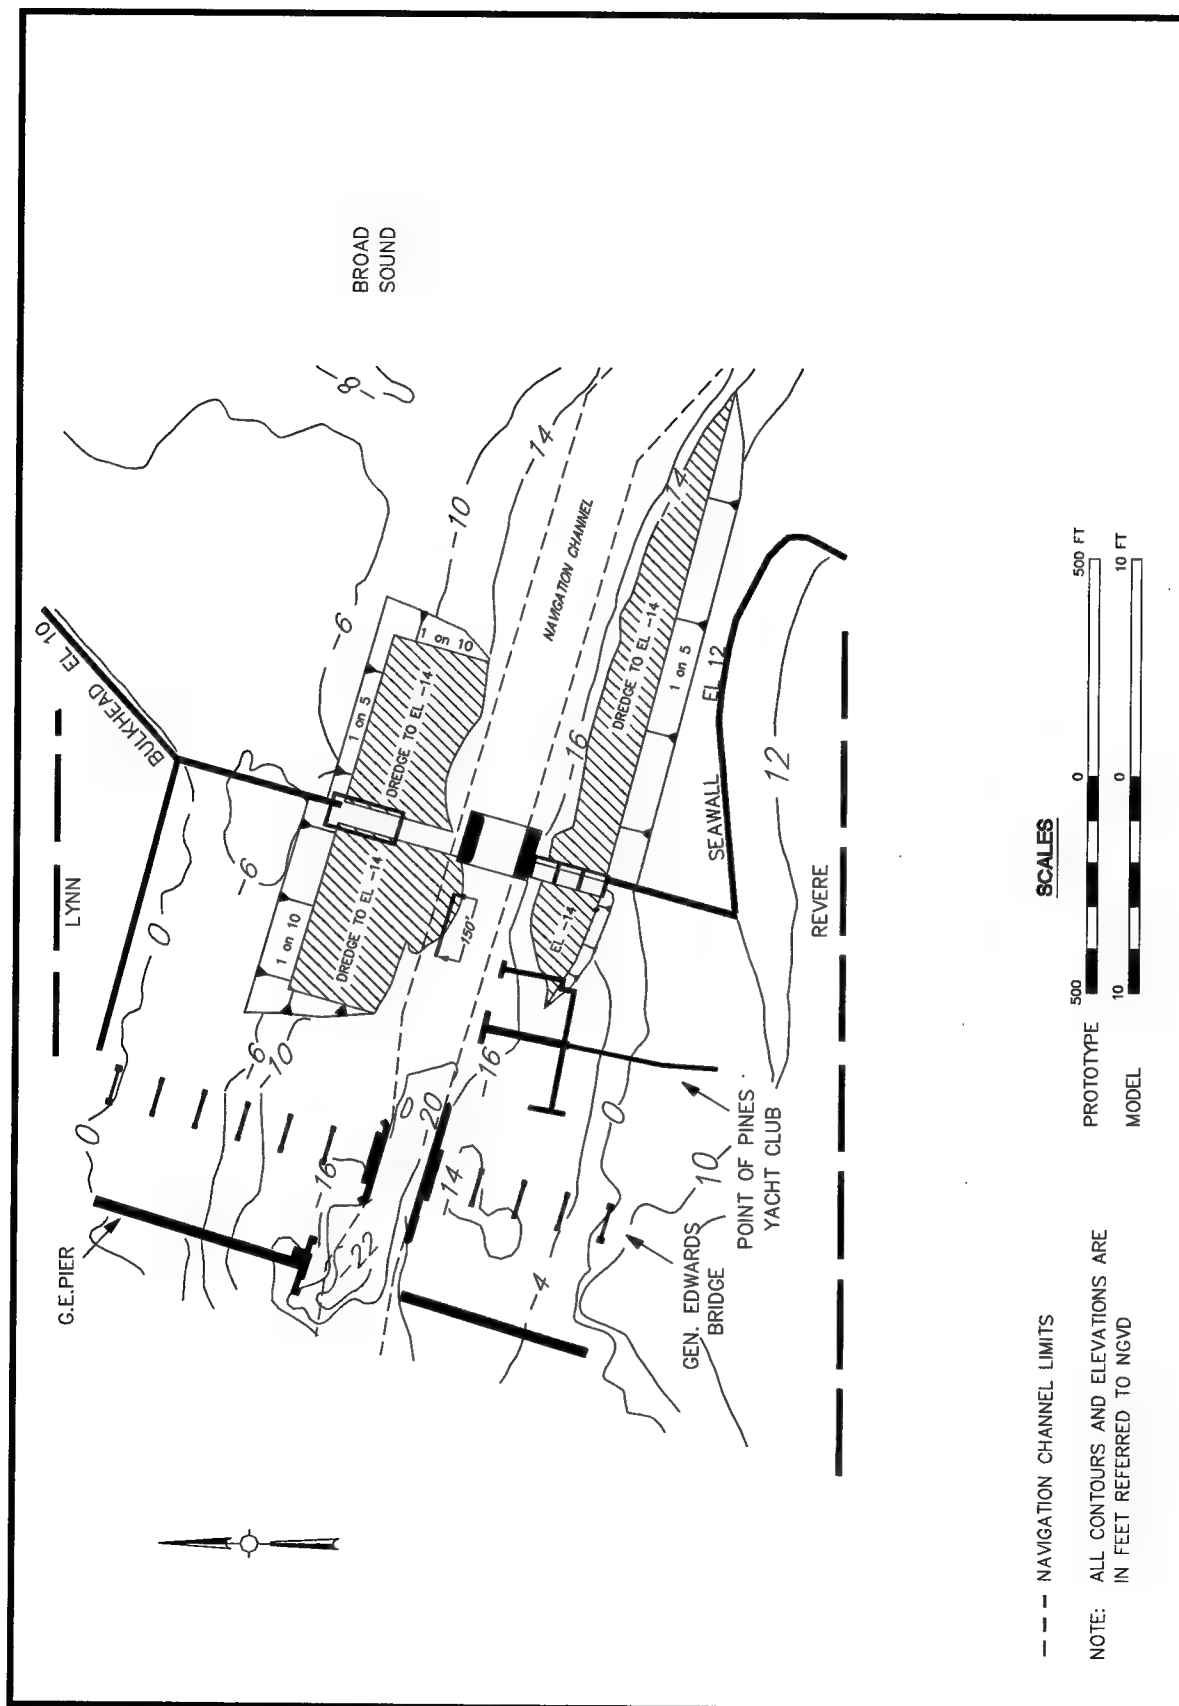 LYNN
BULKHEAD EL 10
BROAD
SOUND
G.E.PIER
0
0
-6
-6
-6
-8-
-10
-10
-14
1 on 10
1 on 5
1 on 10
DREDGE TO EL -14
DREDGE TO EL -14
150'
NAVIGATION CHANNEL
-16
-20
-22
-16
-14
-16
-14
-4
EL -14
DREDGE TO EL -14
1 on 5
SEAWALL EL 12
12
0
10
GEN. EDWARDS
BRIDGE
POINT OF PINES
YACHT CLUB
REVERE
--- NAVIGATION CHANNEL LIMITS
NOTE: ALL CONTOURS AND ELEVATIONS ARE
IN FEET REFERRED TO NGVD
SCALES
PROTOTYPE 500 0 500 FT
MODEL 10 0 10 FT